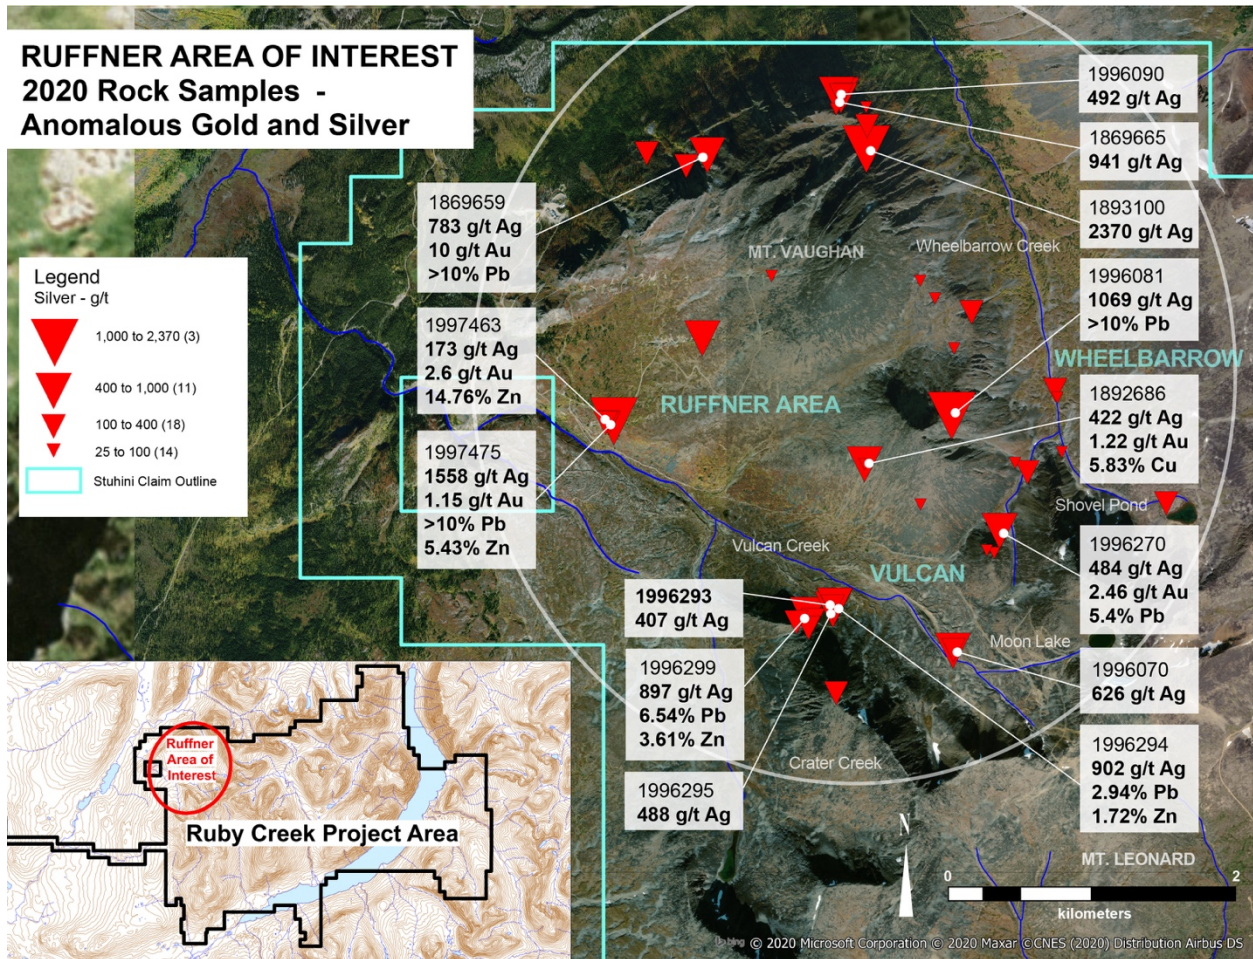 RUFFNER AREA OF INTEREST
2020 Rock Samples -
Anomalous Gold and Silver
1996090
492 g/t Ag
1869665
941 g/t Ag
1893100
2370 g/t Ag
1996081
1069 g/t Ag
>10% Pb
1892686
422 g/t Ag
1.22 g/t Au
5.83% Cu
1996270
484 g/t Ag
2.46 g/t Au
5.4% Pb
1996070
626 g/t Ag
1996294
902 g/t Ag
2.94% Pb
1.72% Zn
1869659
783 g/t Ag
10 g/t Au
>10% Pb
1997463
173 g/t Ag
2.6 g/t Au
14.76% Zn
1997475
1558 g/t Ag
1.15 g/t Au
>10% Pb
5.43% Zn
1996293
407 g/t Ag
1996299
897 g/t Ag
6.54% Pb
3.61% Zn
1996295
488 g/t Ag
MT. VAUGHAN
Wheelbarrow Creek
WHEELBARROW
RUFFNER AREA
Shovel Pond
Vulcan Creek
VULCAN
Moon Lake
Crater Creek
MT. LEONARD
Legend
Silver - g/t
1,000 to 2,370 (3)
400 to 1,000 (11)
100 to 400 (18)
25 to 100 (14)
Stuhini Claim Outline
Ruffner
Area of
Interest
Ruby Creek Project Area
N
0 2
kilometers
bing © 2020 Microsoft Corporation © 2020 Maxar ©CNES (2020) Distribution Airbus DS